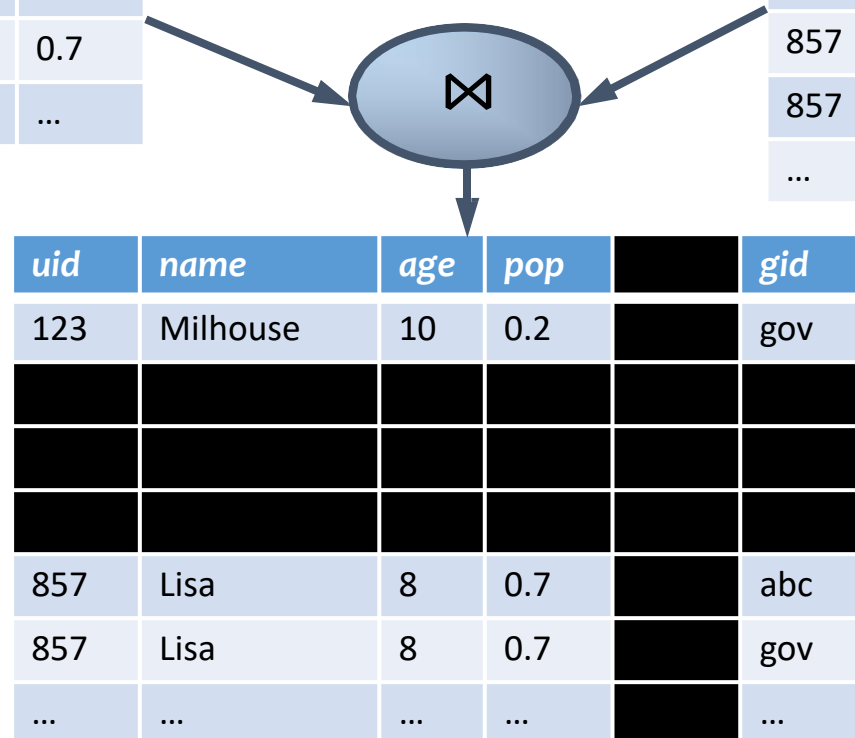 0.7
…
⋈
857
857
…
uid name age pop gid
123 Milhouse 10 0.2 gov
857 Lisa 8 0.7 abc
857 Lisa 8 0.7 gov
… … … … …